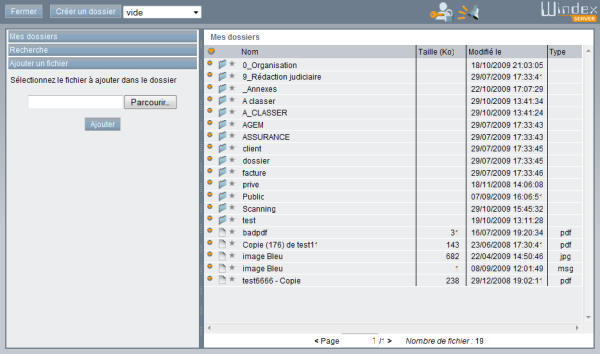 Fermer Créer un dossier vide
Windex
SERVER
Mes dossiers
Recherche
Ajouter un fichier
Sélectionnez le fichier à ajouter dans le dossier
Parcourir..
Ajouter
Mes dossiers
Nom Taille (Ko) Modifié le Type
0_Organisation 18/10/2009 21:03:05
9_Rédaction judiciaire 29/07/2009 17:33:41
_Annexes 22/10/2009 17:07:29
A classer 29/10/2009 13:41:34
A_CLASSER 29/10/2009 13:41:24
AGEM 29/07/2009 17:33:43
ASSURANCE 29/07/2009 17:33:43
client 29/07/2009 17:33:45
dossier 29/07/2009 17:33:45
facture 29/07/2009 17:33:46
prive 18/11/2008 14:06:08
Public 07/09/2009 16:06:51
Scanning 29/10/2009 15:45:32
test 19/10/2009 13:11:28
badpdf 31 16/07/2009 19:20:34 pdf
Copie (176) de test11 143 23/06/2008 17:30:41 pdf
image Bleu 682 22/04/2009 14:50:46 jpg
image Bleu 1 08/09/2009 12:01:49 msg
test6666 - Copie 238 29/12/2008 19:02:11 pdf
< Page 1 /1 > Nombre de fichier : 19